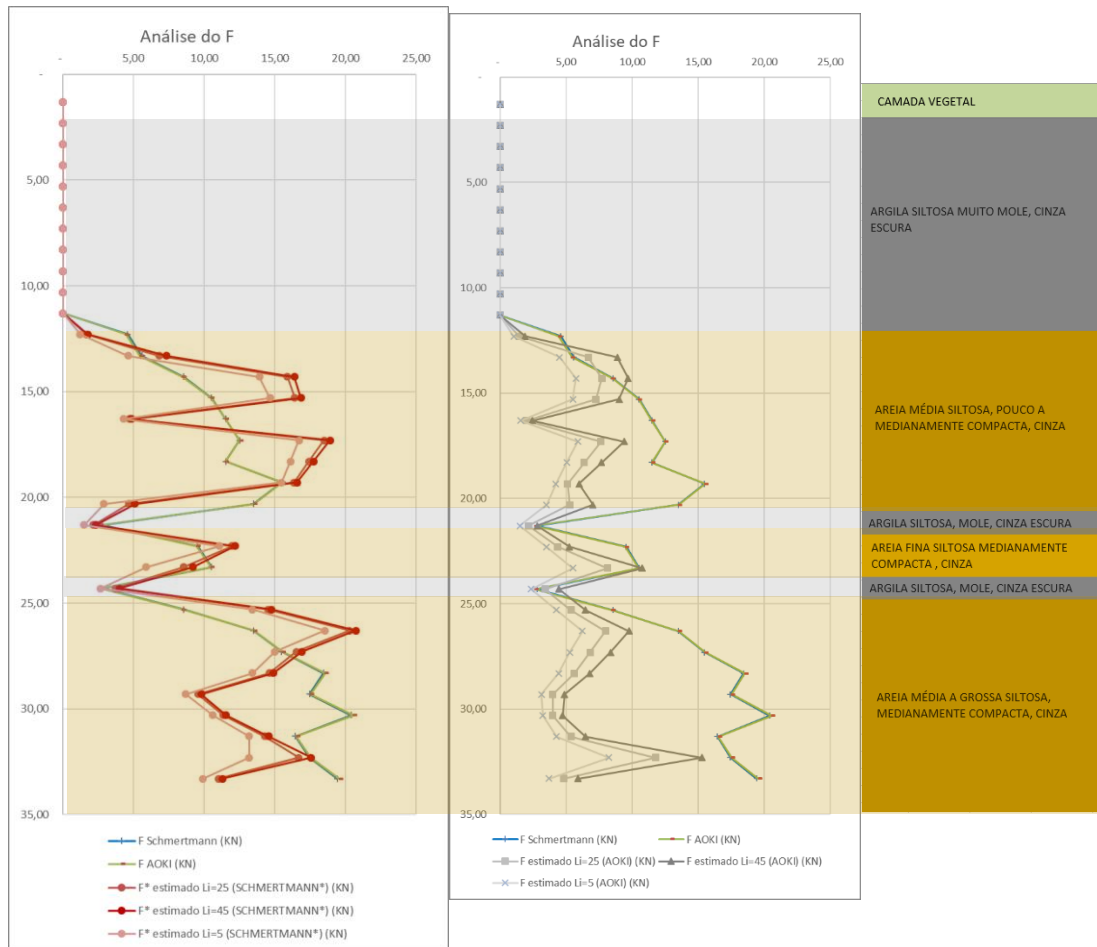 Análise do F
-
5,00
10,00
15,00
20,00
25,00
-
5,00
10,00
15,00
20,00
25,00
30,00
35,00
F Schmertmann (KN)
F AOKI (KN)
F* estimado Li=25 (SCHMERTMANN*) (KN)
F* estimado Li=45 (SCHMERTMANN*) (KN)
F* estimado Li=5 (SCHMERTMANN*) (KN)
Análise do F
-
5,00
10,00
15,00
20,00
25,00
-
5,00
10,00
15,00
20,00
25,00
30,00
35,00
F Schmertmann (KN)
F AOKI (KN)
F estimado Li=25 (AOKI) (KN)
F estimado Li=45 (AOKI) (KN)
F estimado Li=5 (AOKI) (KN)
CAMADA VEGETAL
ARGILA SILTOSA MUITO MOLE, CINZA
ESCURA
AREIA MÉDIA SILTOSA, POUCO A
MEDIANAMENTE COMPACTA, CINZA
ARGILA SILTOSA, MOLE, CINZA ESCURA
AREIA FINA SILTOSA MEDIANAMENTE
COMPACTA , CINZA
ARGILA SILTOSA, MOLE, CINZA ESCURA
AREIA MÉDIA A GROSSA SILTOSA,
MEDIANAMENTE COMPACTA, CINZA